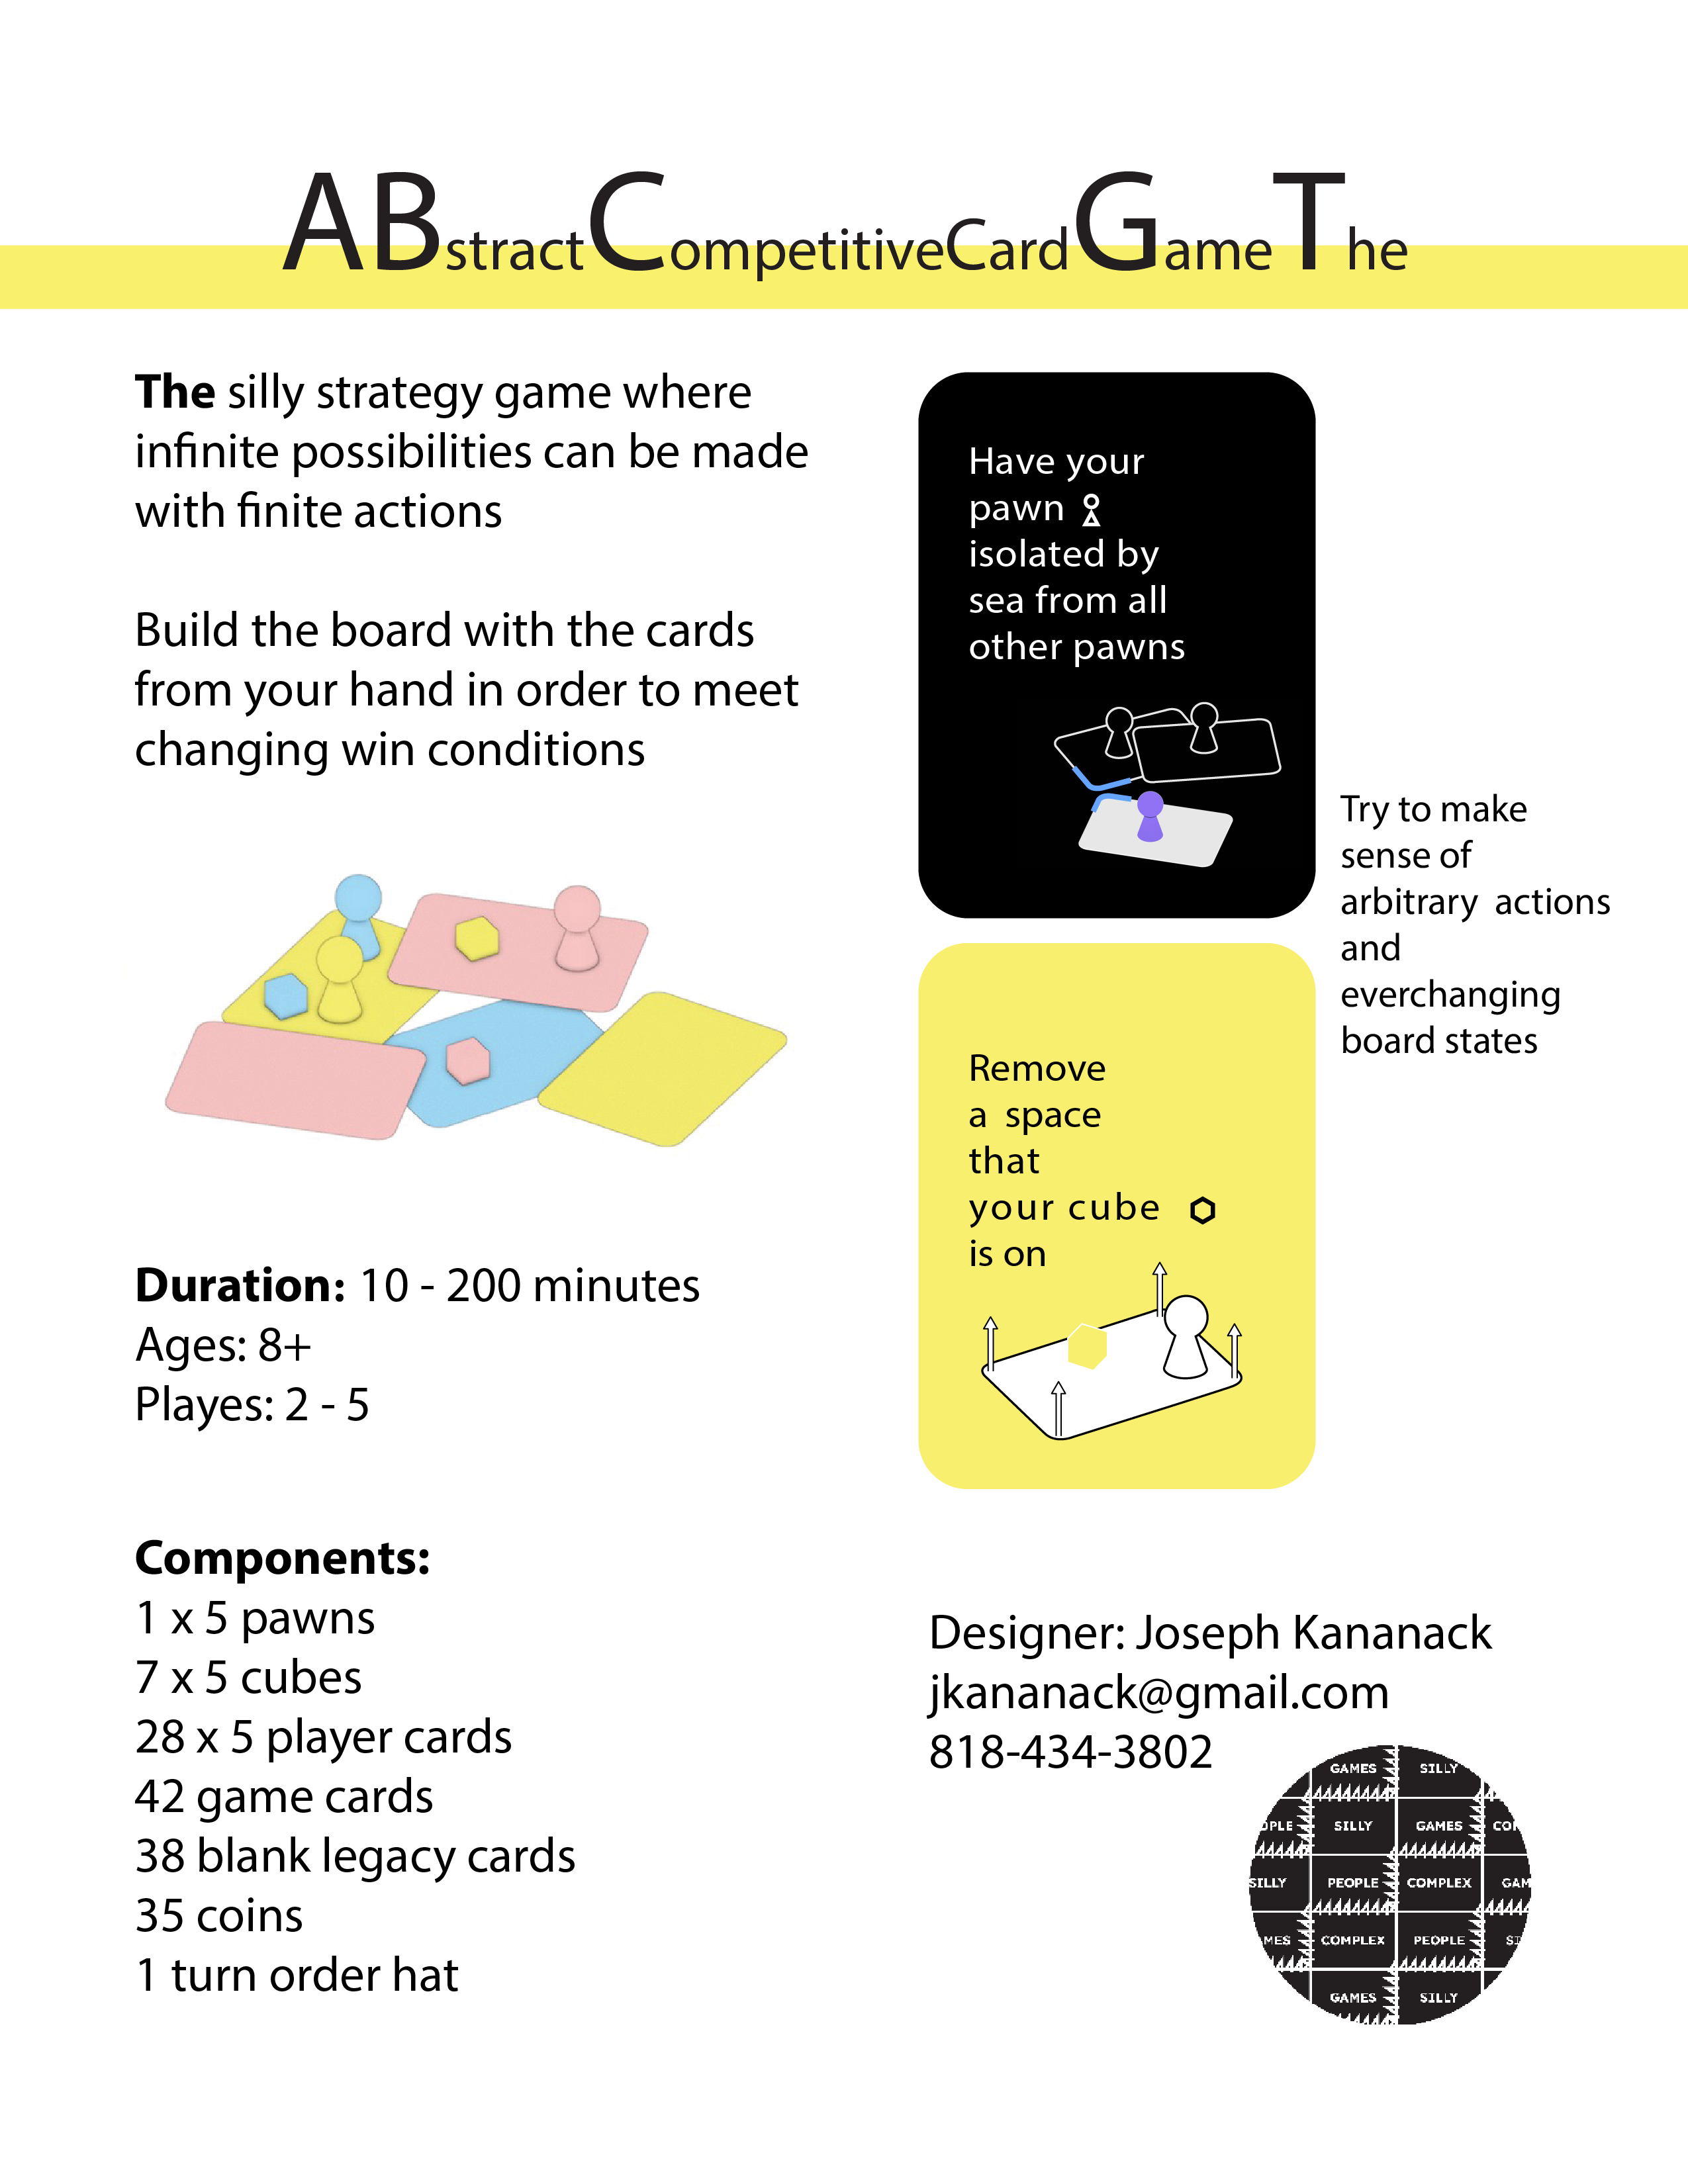 ABstractCompetitiveCardGameThe
The silly strategy game where
infinite possibilities can be made
with finite actions
Build the board with the cards
from your hand in order to meet
changing win conditions
Have your
pawn
isolated by
sea from all
other pawns
Try to make
sense of
arbitrary actions
and
everchanging
board states
Remove
a space
that
your cube
is on
Duration: 10 - 200 minutes
Ages: 8+
Playes: 2 - 5
Components:
1 x 5 pawns
7 x 5 cubes
28 x 5 player cards
42 game cards
38 blank legacy cards
35 coins
1 turn order hat
Designer: Joseph Kananack
jkananack@gmail.com
818-434-3802
GAMES SILLY
OPLE SILLY GAMES CO
SILLY PEOPLE COMPLEX GAM
MES COMPLEX PEOPLE SI
GAMES SILLY